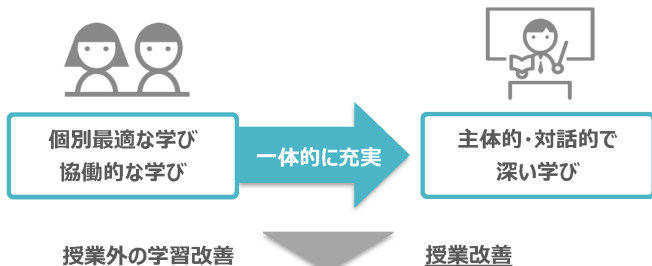 個別最適な学び
協働的な学び
一体的に充実
主体的・対話的で
深い学び
授業外の学習改善
授業改善